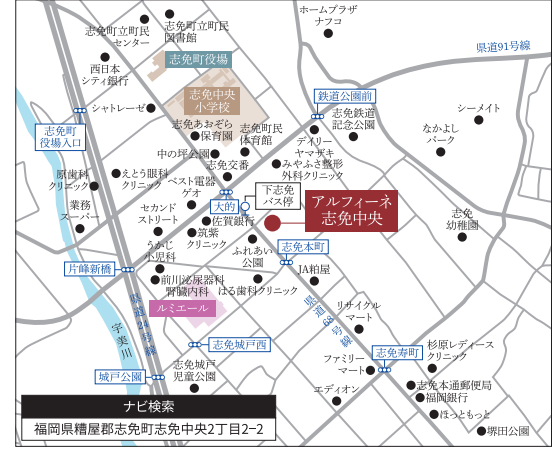 ホームプラザ
ナフコ
志免町立町民
センター
志免町立町民
図書館
県道91号線
志免町役場
西日本
シティ銀行
志免中央
小学校
シャトレーゼ
鉄道公園前
シーメイト
志免鉄道
記念公園
志免町
役場入口
志免あおぞら
保育園
志免町民
体育館
なかよし
パーク
デイリー
ヤマザキ
中の坪公園
志免交番
みやふさ整形
外科クリニック
原歯科
クリニック
えとう眼科
クリニック
ベスト電器
ゲオ
下志免
バス停
アルフィーネ
志免中央
業務
スーパー
セカンド
ストリート
大的
佐賀銀行
志免
幼稚園
筑紫
クリニック
うかじ
小児科
ふれあい
公園
志免本町
片峰新橋
前川泌尿器科
腎臓内科
はる歯科クリニック
JA粕屋
ルミエール
県道24号線
県道68号線
リサイクル
マート
宇美川
志免城戸西
ファミリー
マート
志免寿町
杉原レディース
クリニック
城戸公園
志免城戸
児童公園
エディオン
志免本通郵便局
福岡銀行
ほっともっと
堺田公園
ナビ検索
福岡県糟屋郡志免町志免中央2丁目2−2